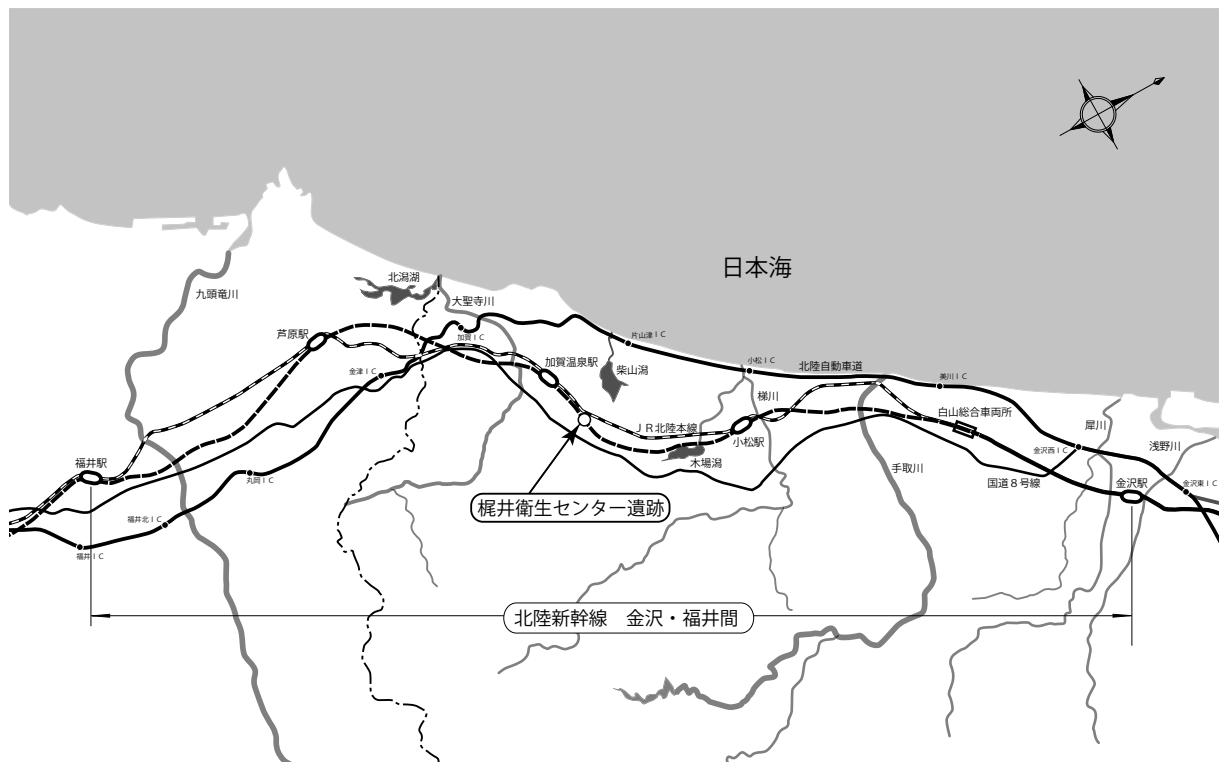 日本海
北潟湖
九頭竜川
大聖寺川
芦原駅
加賀ＩＣ
片山津ＩＣ
加賀温泉駅
小松ＩＣ
北陸自動車道
金津ＩＣ
柴山潟
美川ＩＣ
梯川
白山総合車両所
ＪＲ北陸本線
犀川
小松駅
浅野川
金沢西ＩＣ
福井駅
木場潟
手取川
丸岡ＩＣ
国道８号線
金沢駅
金沢東ＩＣ
梶井衛生センター遺跡
福井北ＩＣ
福井ＩＣ
北陸新幹線　金沢・福井間